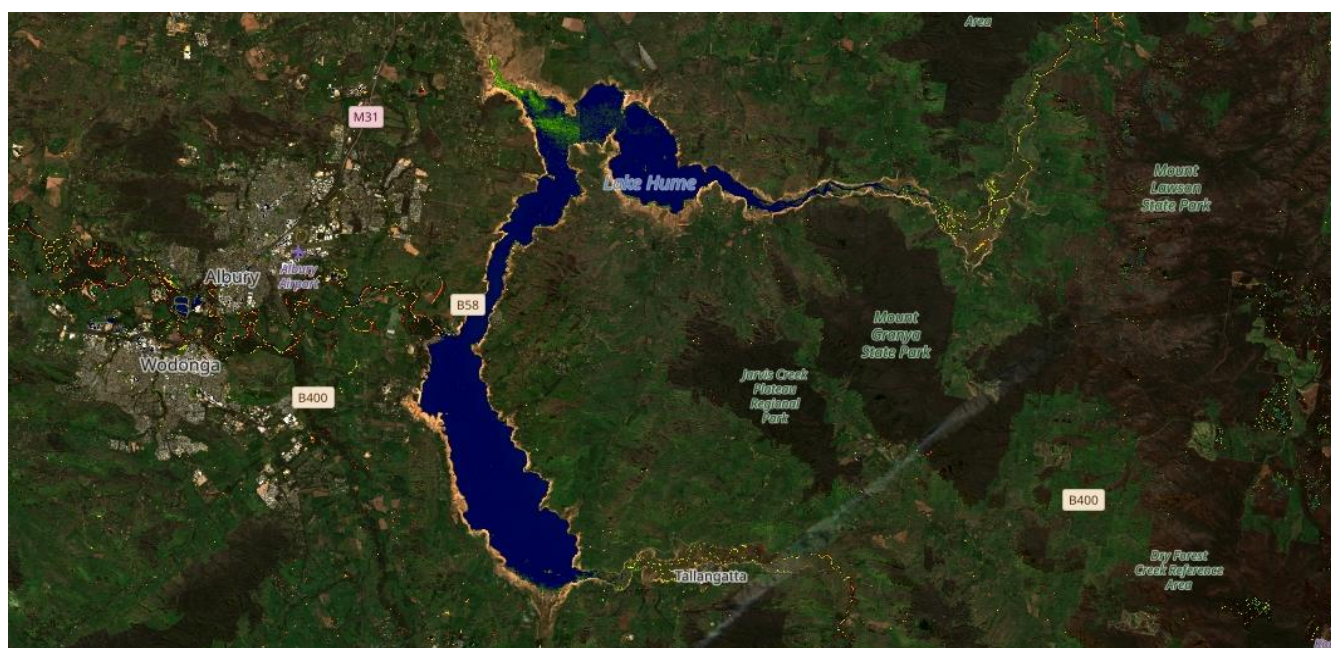 Area
M31
Lake Hume
Mount
Lawson
State Park
Albury
Albury
Airport
B58
Mount
Granya
State Park
Wodonga
Jarvis Creek
Plateau
Regional
Park
B400
B400
Dry Forest
Creek Reference
Area
Tallangatta